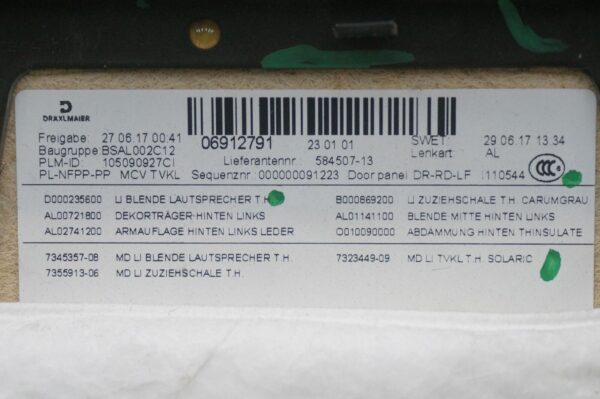 DRÄXLMAIER
Freigabe: 27.06.17 00:41 06912791 23 01 01 SWET: 29 06.17 13:34
Baugruppe BSAL002C12 Lenkart: AL
PLM-ID: 105090927CI Lieferantennr.: 584507-13
PL-NFPP-PP MCV TVKL Sequenznr: 000000091223 Door panel DR-RD-LF 110544 CCC
D000235600 LI BLENDE LAUTSPRECHER T.H. B000869200 LI ZUZIEHSCHALE T.H. CARUMGRAU
AL00721800 DEKORTRÄGER-HINTEN LINKS AL01141100 BLENDE-MITTE HINTEN LINKS
AL02741200 ARMAUFLAGE HINTEN LINKS LEDER O010090000 ABDÄMMUNG HINTEN THINSULATE
7345357-08 MD LI BLENDE LAUTSPRECHER T.H. 7323449-09 MD LI TVKL T.H. SOLARIC
7355913-06 MD LI ZUZIEHSCHALE T.H.